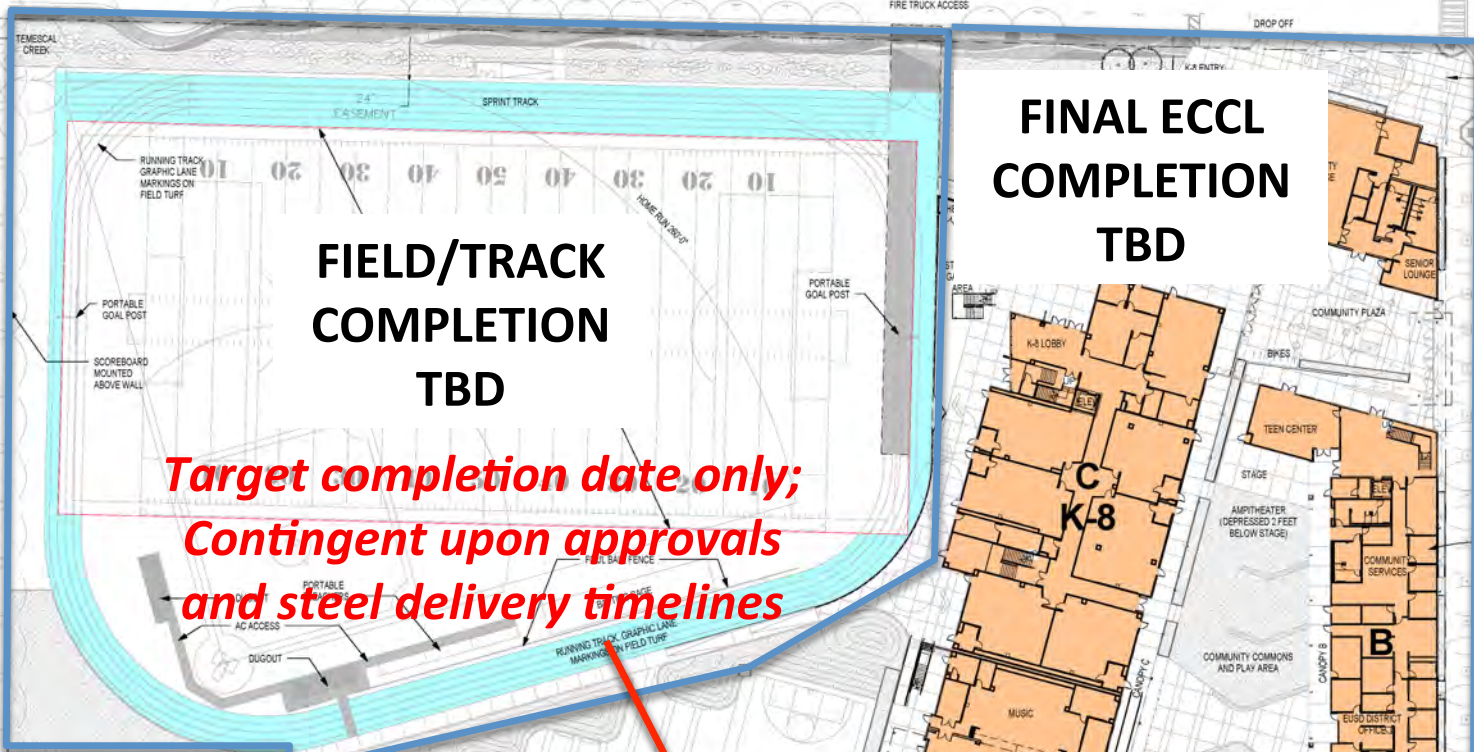 FIRE TRUCK ACCESS
DROP OFF
TEMESCAL
CREEK
K-8 ENTRY
24'
EASEMENT
SPRINT TRACK
FINAL ECCL
COMPLETION
TBD
RUNNING TRACK
GRAPHIC LANE
MARKINGS ON
FIELD TURF
10 20 30 40 50 40 30 20 10
HOME RUN 260'-0"
FIELD/TRACK
COMPLETION
TBD
PORTABLE
GOAL POST
PORTABLE
GOAL POST
SCOREBOARD
MOUNTED
ABOVE WALL
AREA
SENIOR
LOUNGE
COMMUNITY PLAZA
K-8 LOBBY
BIKES
ELEV
TEEN CENTER
Target completion date only;
Contingent upon approvals
and steel delivery timelines
C
K-8
STAGE
AMPITHEATER
(DEPRESSED 2 FEET
BELOW STAGE)
ELEV
COMMUNITY
SERVICES
FOUL BALL FENCE
PORTABLE
AC ACCESS
DUGOUT
RUNNING TRACK, GRAPHIC LANE
MARKINGS ON FIELD TURF
B
COMMUNITY COMMONS
AND PLAY AREA
CANOPY B
CANOPY C
MUSIC
EUSD DISTRICT
OFFICE